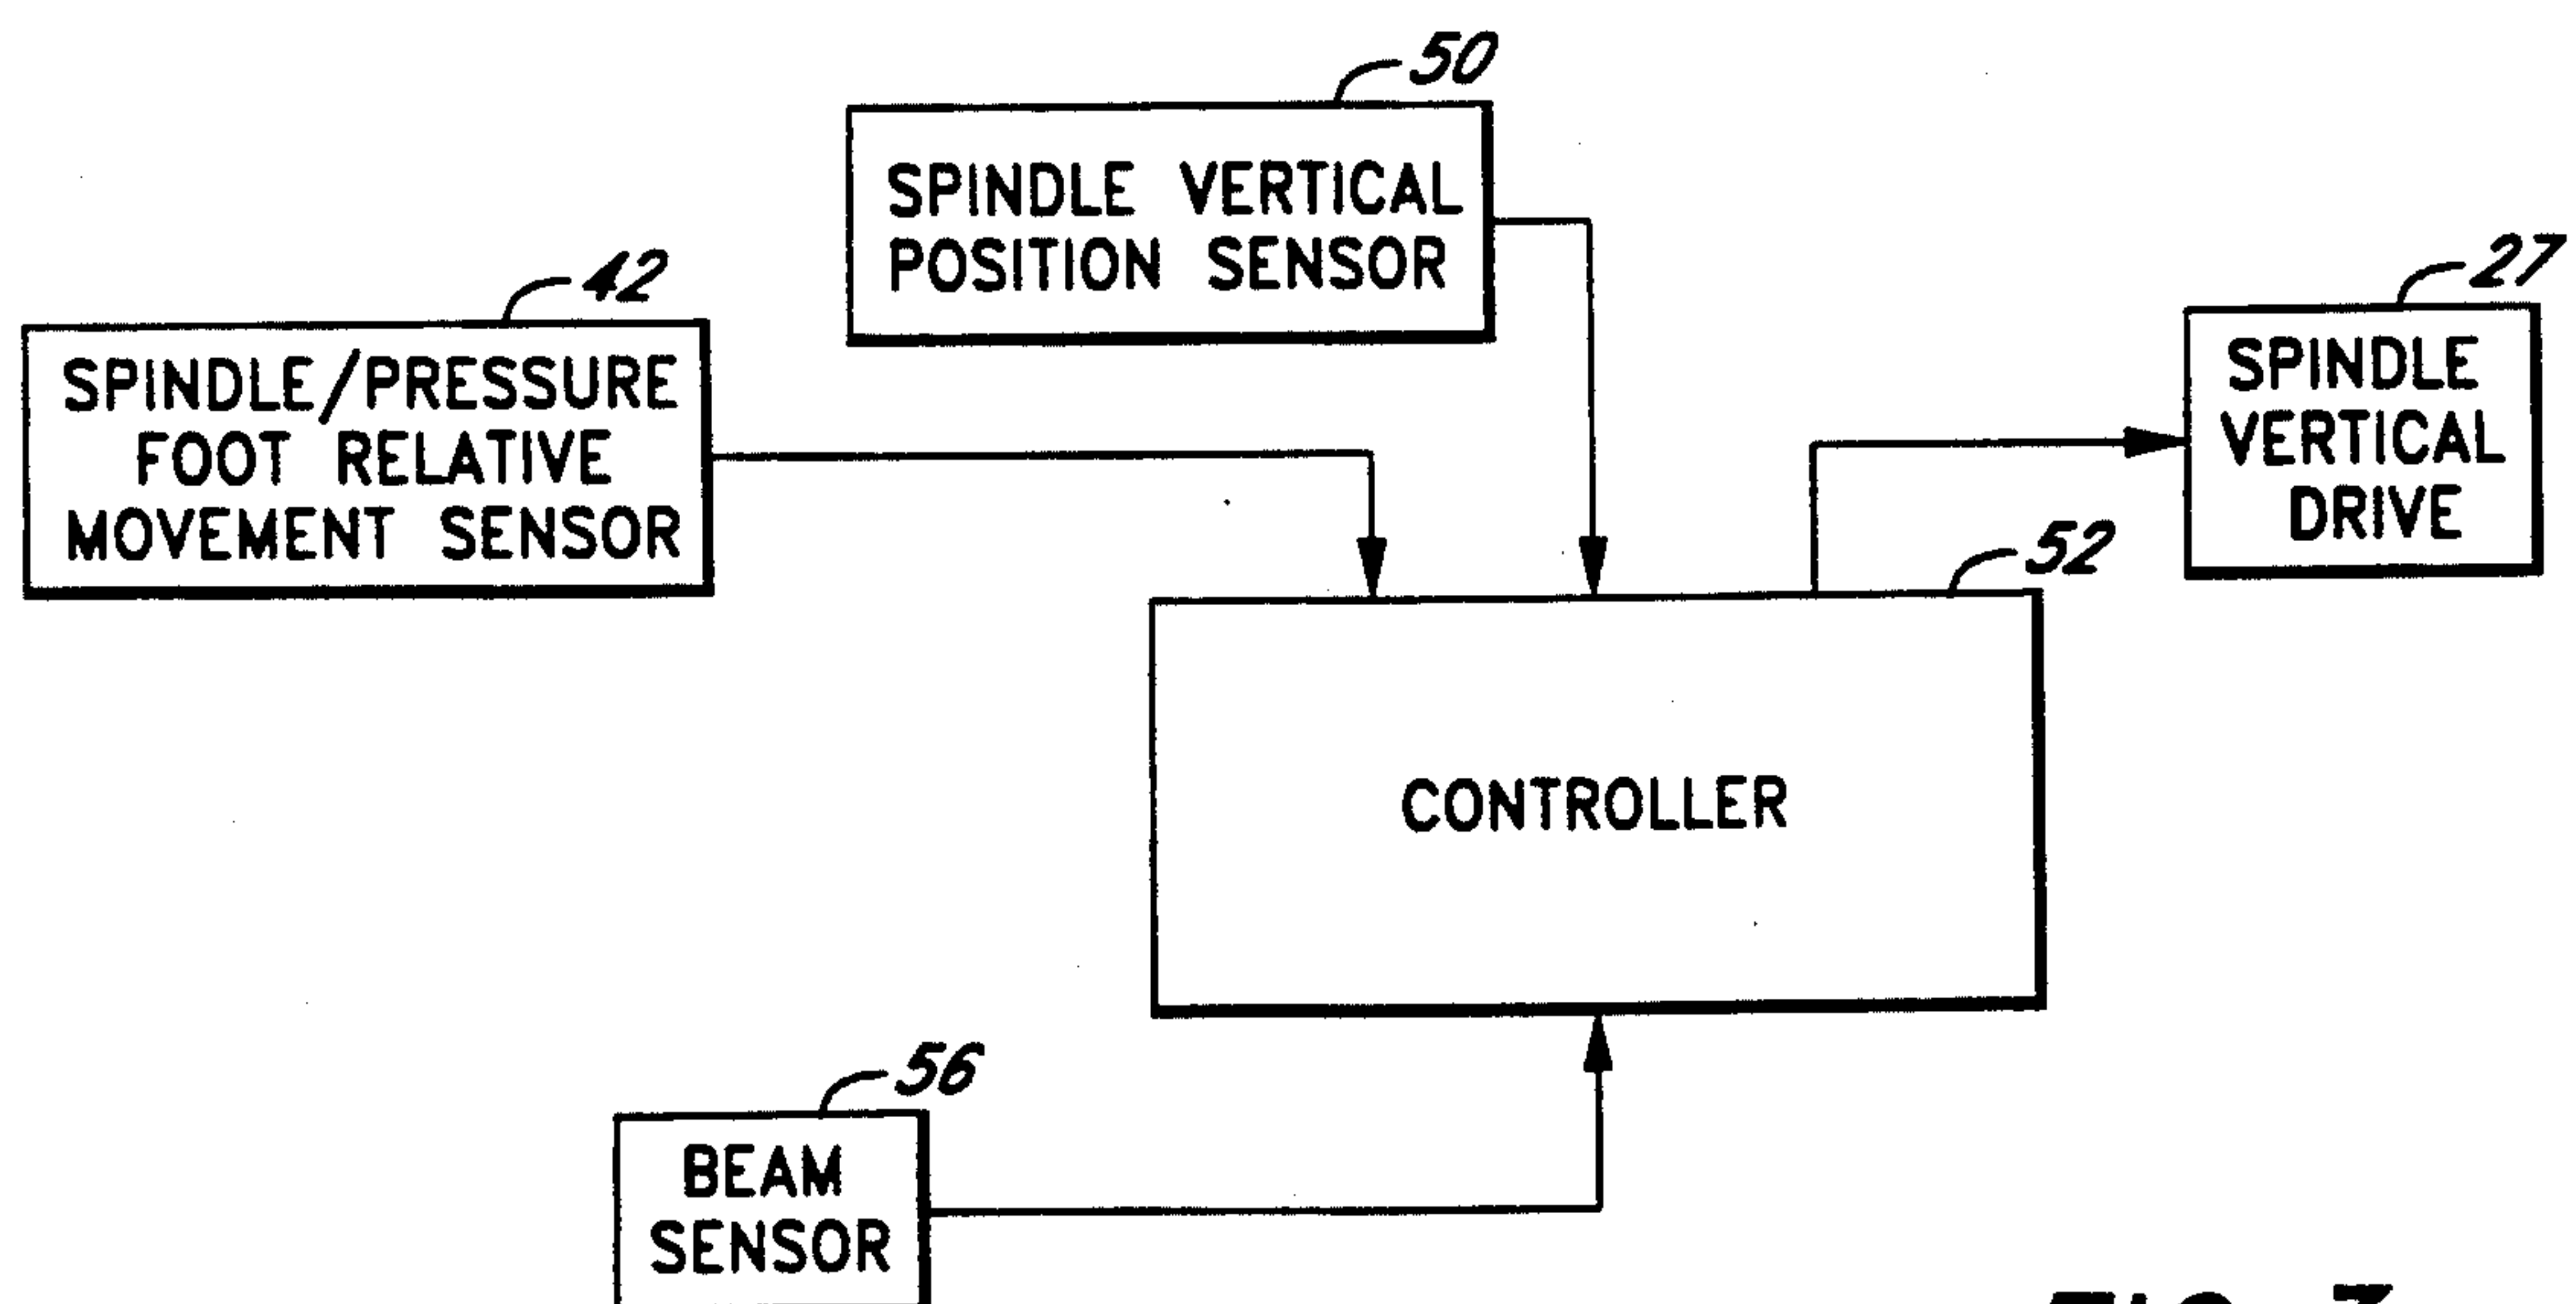 50
SPINDLE VERTICAL
POSITION SENSOR
42
SPINDLE/PRESSURE
FOOT RELATIVE
MOVEMENT SENSOR
27
SPINDLE
VERTICAL
DRIVE
52
CONTROLLER
56
BEAM
SENSOR